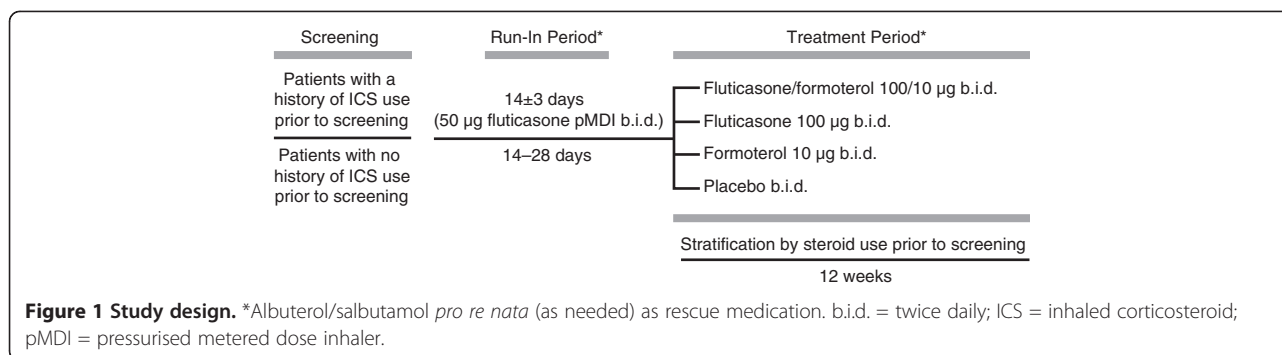 Screening
Run-In Period*
Treatment Period*
Patients with a
history of ICS use
prior to screening
Patients with no
history of ICS use
prior to screening
14±3 days
(50 µg fluticasone pMDI b.i.d.)
14–28 days
Fluticasone/formoterol 100/10 µg b.i.d.
Fluticasone 100 µg b.i.d.
Formoterol 10 µg b.i.d.
Placebo b.i.d.
Stratification by steroid use prior to screening
12 weeks
Figure 1 Study design. *Albuterol/salbutamol pro re nata (as needed) as rescue medication. b.i.d. = twice daily; ICS = inhaled corticosteroid;
pMDI = pressurised metered dose inhaler.